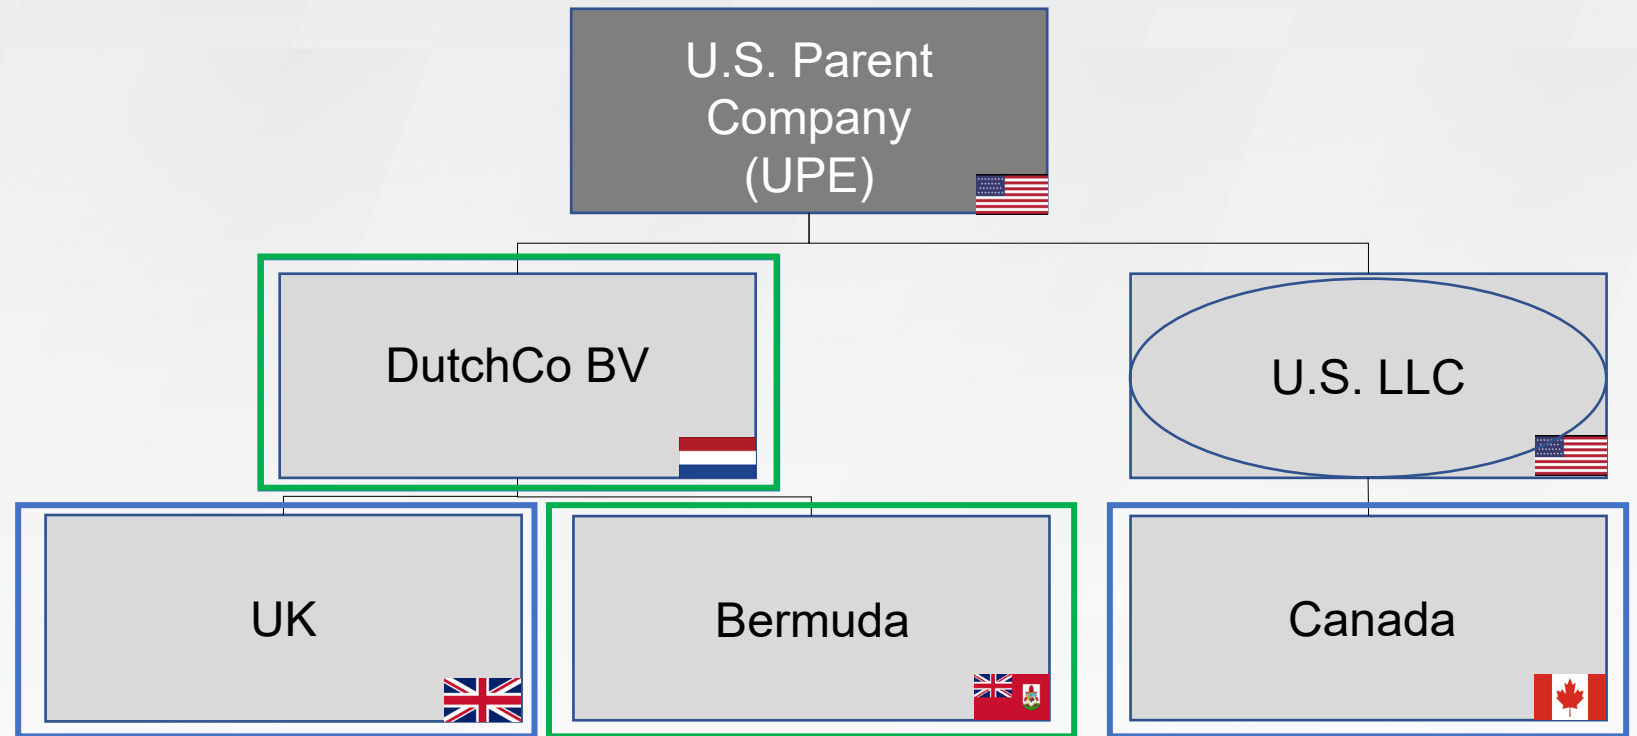 U.S. Parent
Company
(UPE)
DutchCo BV
U.S. LLC
UK
Bermuda
Canada